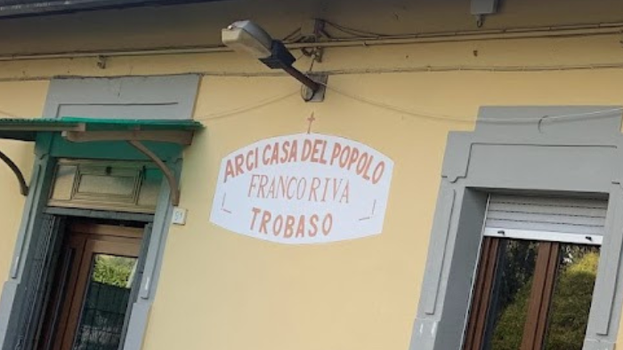 ARCI CASA DEL POPOLO
FRANCO RIVA
TROBASO